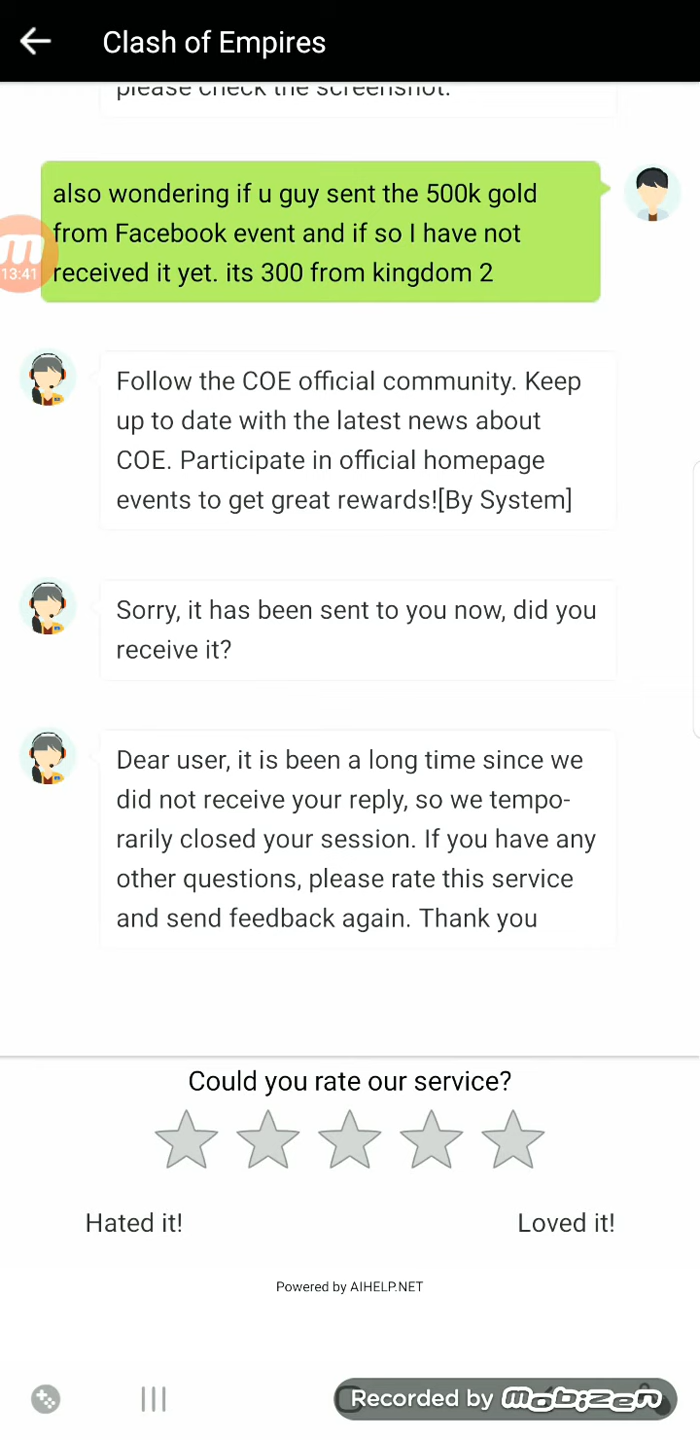 Clash of Empires
please check the screenshot.
also wondering if u guy sent the 500k gold
from Facebook event and if so I have not
received it yet. its 300 from kingdom 2
13:41
Follow the COE official community. Keep
up to date with the latest news about
COE. Participate in official homepage
events to get great rewards![By System]
Sorry, it has been sent to you now, did you
receive it?
Dear user, it is been a long time since we
did not receive your reply, so we tempo-
rarily closed your session. If you have any
other questions, please rate this service
and send feedback again. Thank you
Could you rate our service?
Hated it!
Loved it!
Powered by AIHELP.NET
Recorded by mobizen